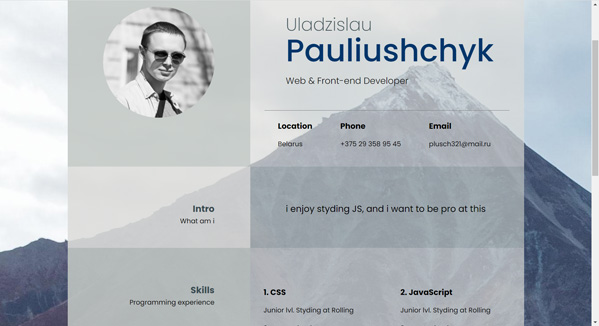 Uladzislau
Pauliushchyk
Web & Front-end Developer
Location Phone Email
Belarus +375 29 358 95 45 plusch321@mail.ru
Intro
What am i
i enjoy styding JS, and i want to be pro at this
Skills
Programming experience
1. CSS 2. JavaScript
Junior lvl. Styding at Rolling Junior lvl. Styding at Rolling